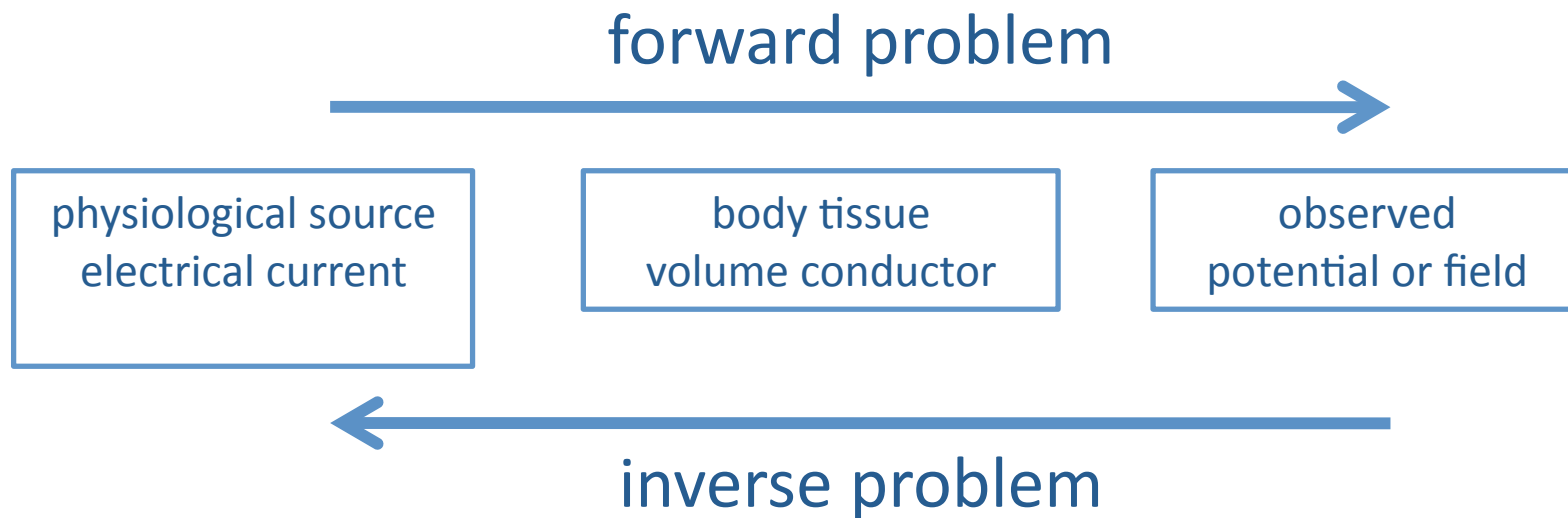 forward problem
physiological source
electrical current
body tissue
volume conductor
observed
potential or field
inverse problem